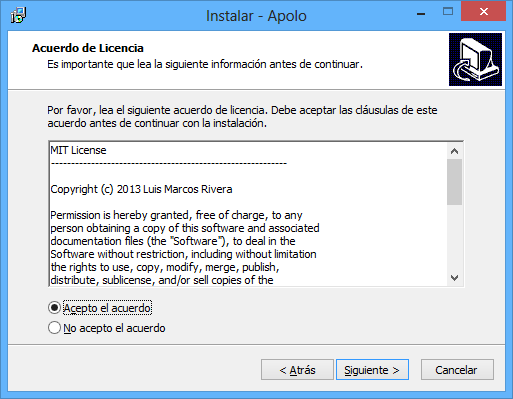 Instalar - Apolo
Acuerdo de Licencia
Es importante que lea la siguiente información antes de continuar.
Por favor, lea el siguiente acuerdo de licencia. Debe aceptar las cláusulas de este
acuerdo antes de continuar con la instalación.
MIT License
-----------------------------------------------------------
Copyright (c) 2013 Luis Marcos Rivera
Permission is hereby granted, free of charge, to any
person obtaining a copy of this software and associated
documentation files (the "Software"), to deal in the
Software without restriction, including without limitation
the rights to use, copy, modify, merge, publish,
distribute, sublicense, and/or sell copies of the
Acepto el acuerdo
No acepto el acuerdo
< Atrás
Siguiente >
Cancelar